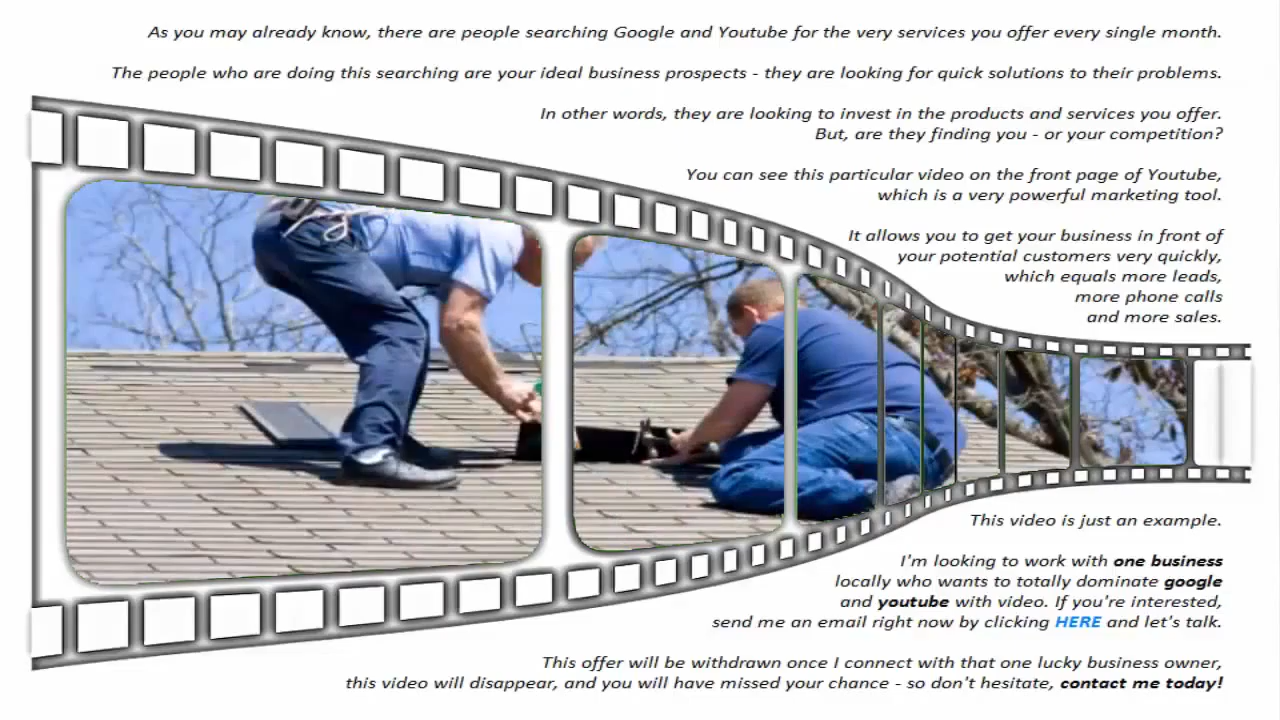 As you may already know, there are people searching Google and Youtube for the very services you offer every single month.
The people who are doing this searching are your ideal business prospects - they are looking for quick solutions to their problems.
In other words, they are looking to invest in the products and services you offer.
But, are they finding you - or your competition?
You can see this particular video on the front page of Youtube,
which is a very powerful marketing tool.
It allows you to get your business in front of
your potential customers very quickly,
which equals more leads,
more phone calls
and more sales.
This video is just an example.
I'm looking to work with one business
locally who wants to totally dominate google
and youtube with video. If you're interested,
send me an email right now by clicking HERE and let's talk.
This offer will be withdrawn once I connect with that one lucky business owner,
this video will disappear, and you will have missed your chance - so don't hesitate, contact me today!